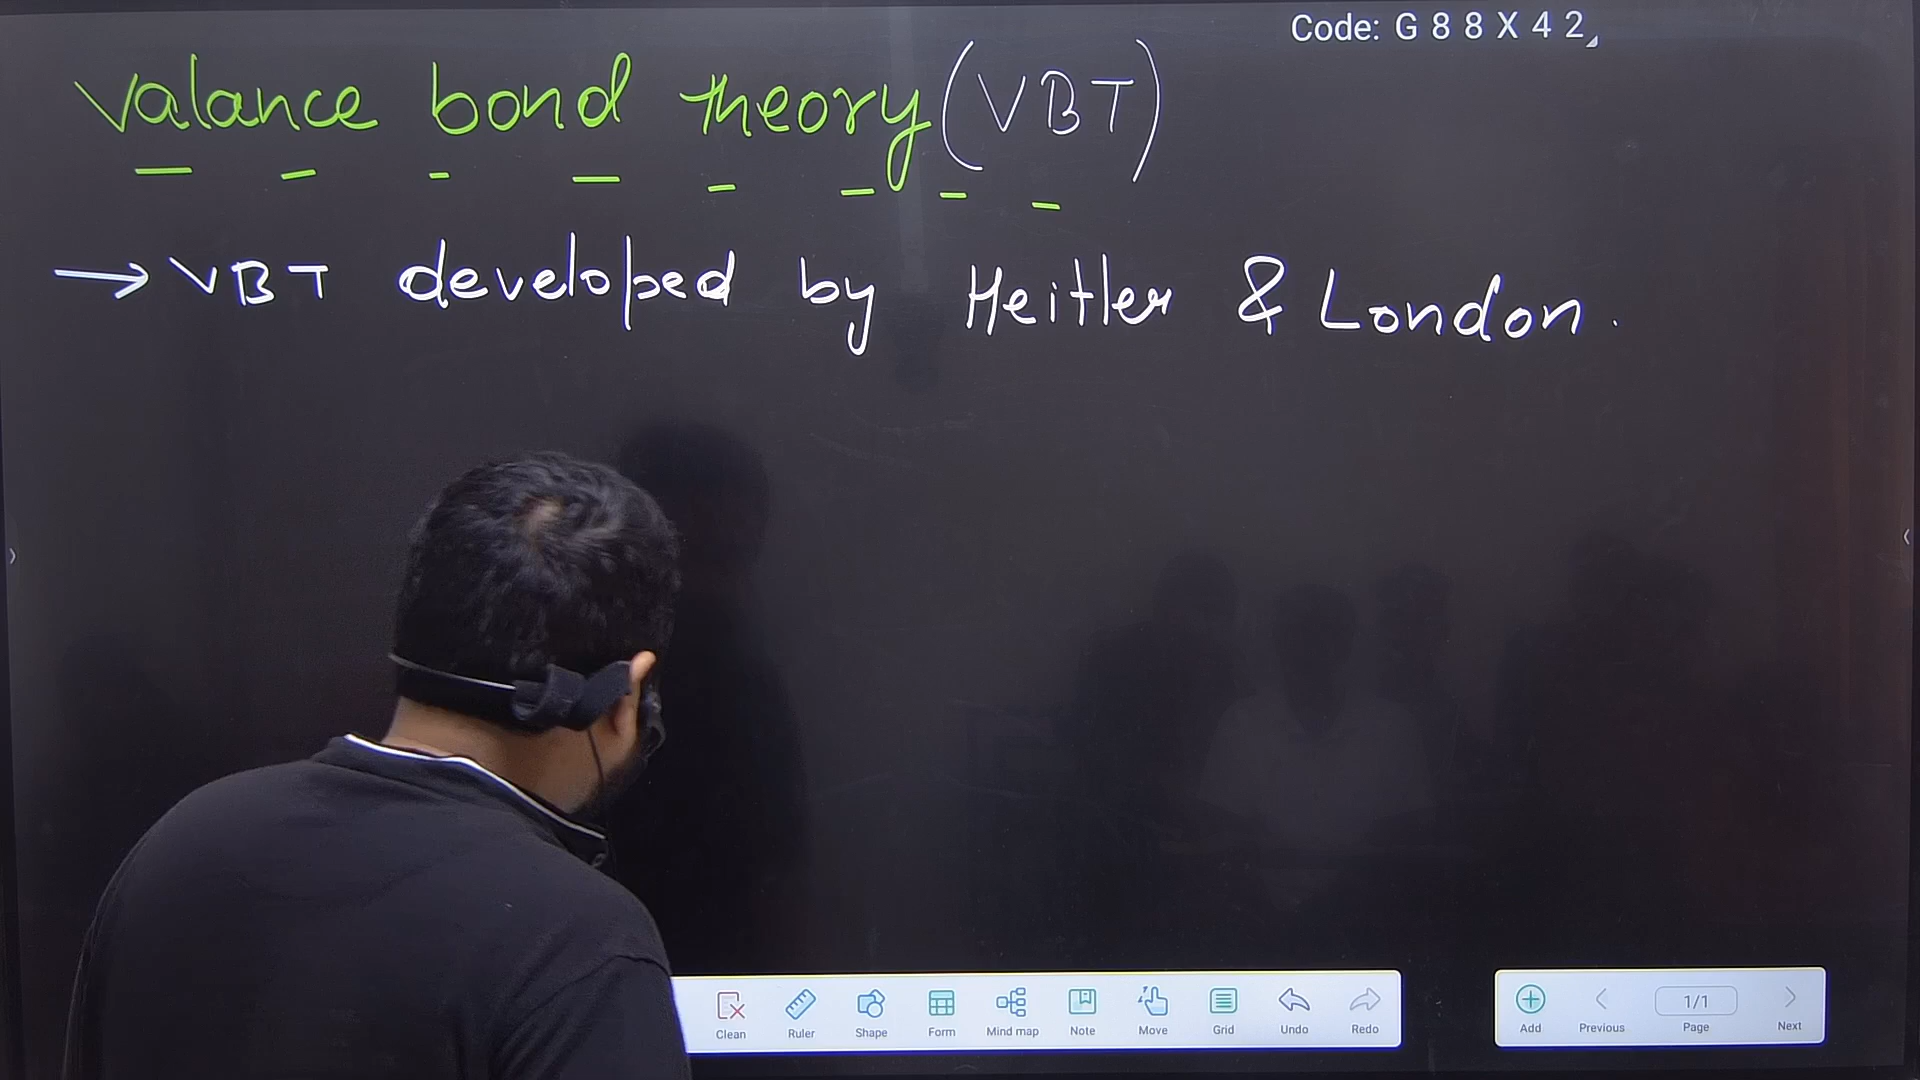 Code: G 8 8 X 4 2
Valance bond theory (VBT)
→ VBT developed by Heitler & London.
Clean Ruler Shape Form Mind map Note Move Grid Undo Redo
Add Previous 1/1 Page Next